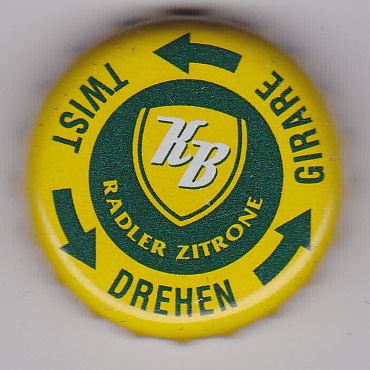 TWIST
GIRARE
DREHEN
KB
RADLER ZITRONE